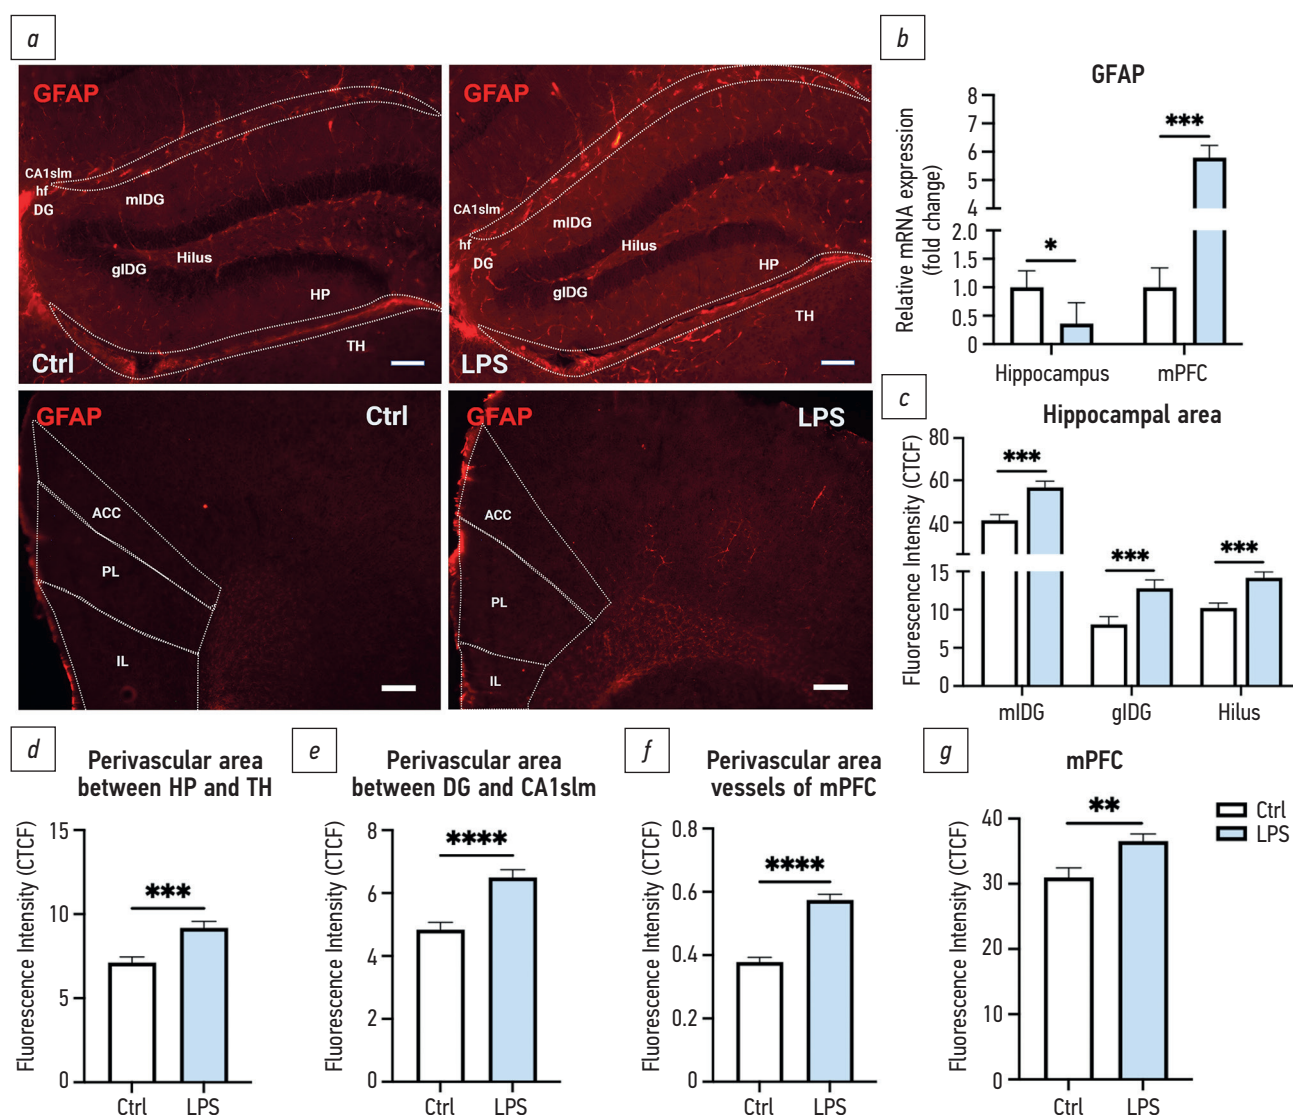 a
GFAP
CA1slm
hf
DG
mIDG
Hilus
gIDG
HP
TH
Ctrl
GFAP
CA1slm
hf
DG
mIDG
Hilus
gIDG
HP
TH
LPS
GFAP
Ctrl
ACC
PL
IL
GFAP
LPS
ACC
PL
IL
b
GFAP
Relative mRNA expression
(fold change)
8
7
6
5
4
2.0
1.5
1.0
0.5
0
*
***
Hippocampus mPFC
c
Hippocampal area
Fluorescence Intensity (CTCF)
80
60
40
15
10
5
0
***
***
***
mIDG gIDG Hilus
d
Perivascular area
between HP and TH
Fluorescence Intensity (CTCF)
15
10
5
0
***
Ctrl LPS
e
Perivascular area
between DG and CA1slm
Fluorescence Intensity (CTCF)
8
6
4
2
0
****
Ctrl LPS
f
Perivascular area
vessels of mPFC
Fluorescence Intensity (CTCF)
0.8
0.6
0.4
0.2
0
****
Ctrl LPS
g
mPFC
Fluorescence Intensity (CTCF)
40
30
20
10
0
**
Ctrl LPS
Ctrl
LPS